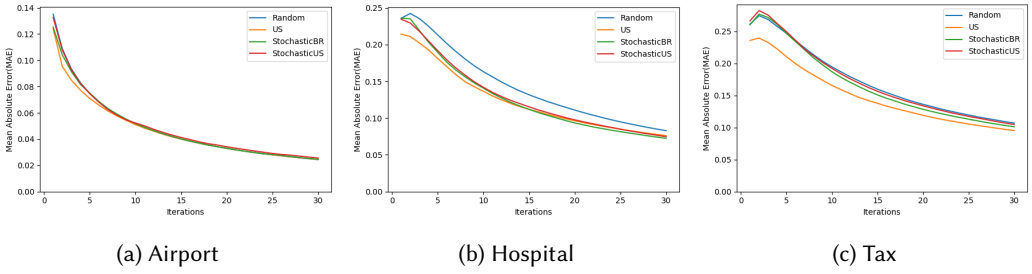 0.14
0.12
0.10
0.08
0.06
0.04
0.02
0.00
Mean Absolute Error(MAE)
0 5 10 15 20 25 30
Iterations
Random
US
StochasticBR
StochasticUS
(a) Airport
0.25
0.20
0.15
0.10
0.05
0.00
Mean Absolute Error(MAE)
0 5 10 15 20 25 30
Iterations
Random
US
StochasticBR
StochasticUS
(b) Hospital
0.25
0.20
0.15
0.10
0.05
0.00
Mean Absolute Error(MAE)
0 5 10 15 20 25 30
Iterations
Random
US
StochasticBR
StochasticUS
(c) Tax